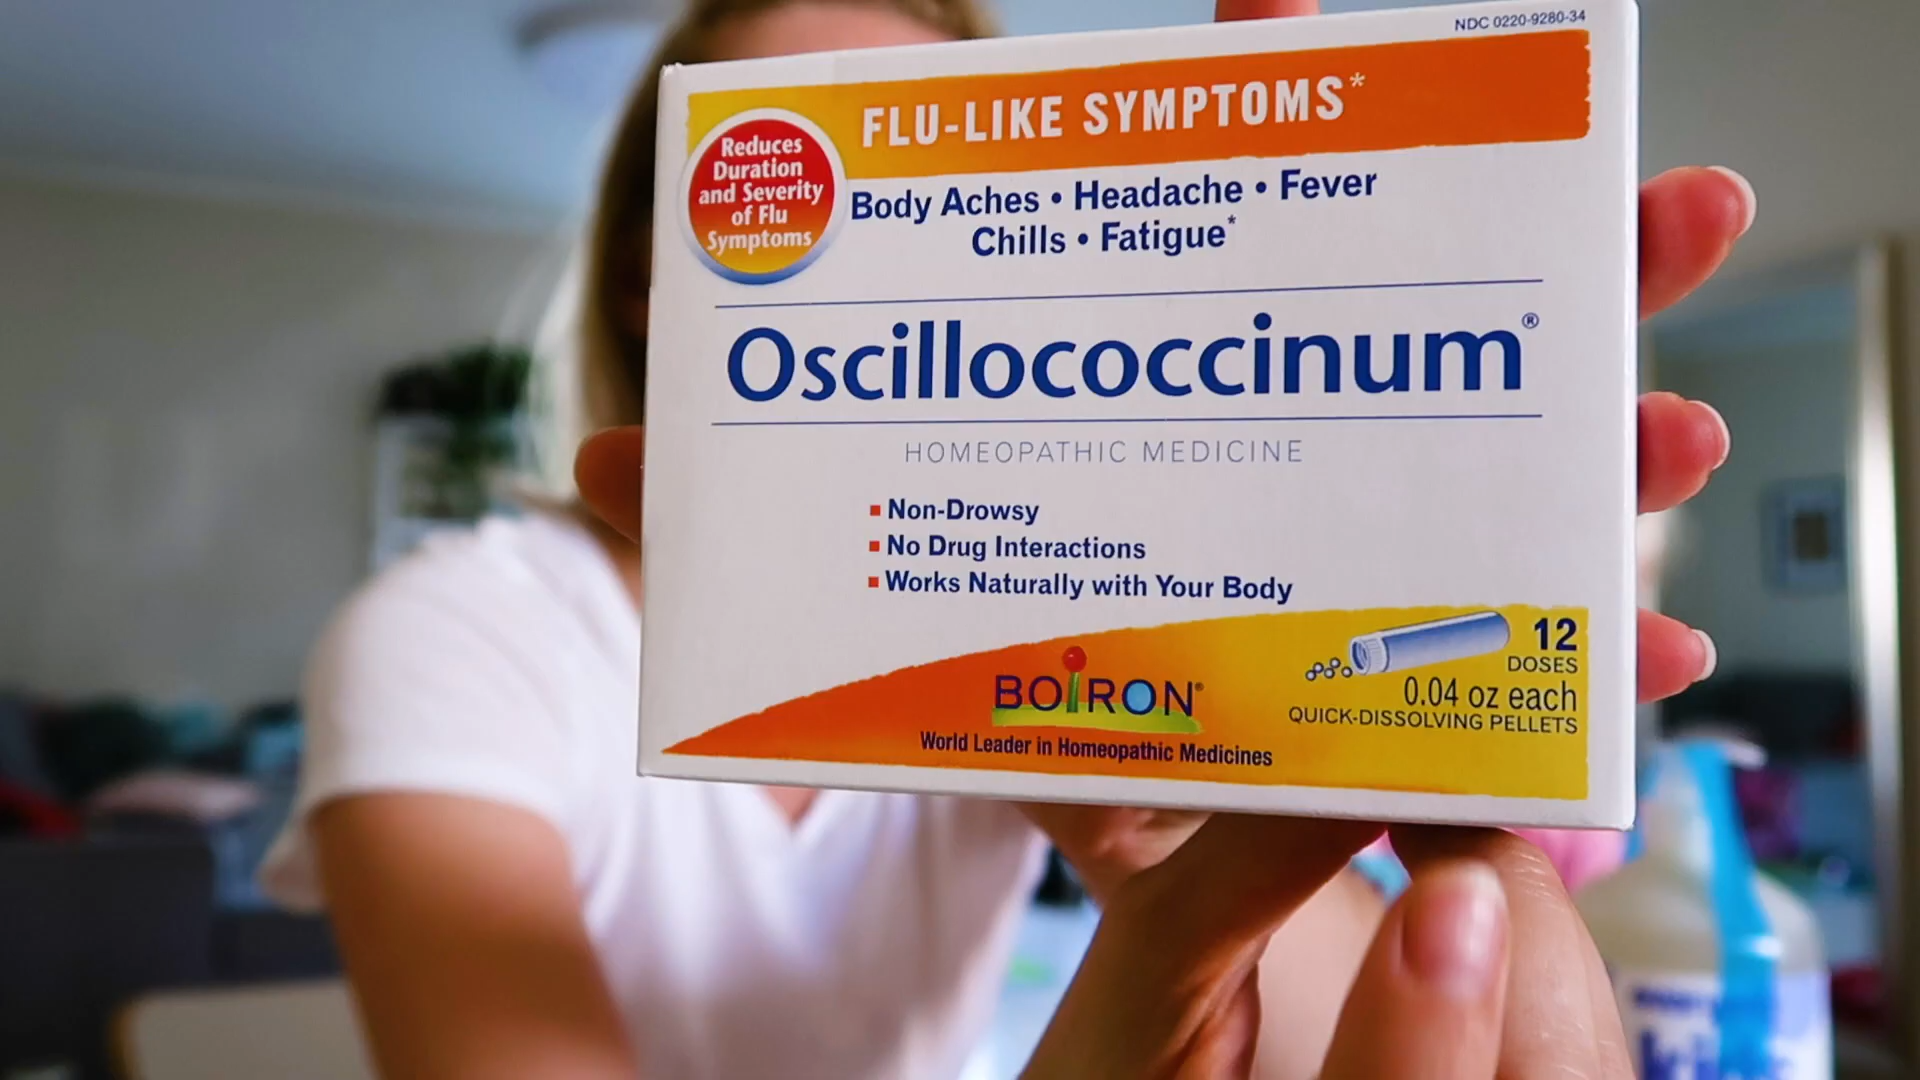 NDC 0220-9280-34
FLU-LIKE SYMPTOMS*
Reduces
Duration
and Severity
of Flu
Symptoms
Body Aches • Headache • Fever
Chills • Fatigue*
Oscillococcinum®
HOMEOPATHIC MEDICINE
Non-Drowsy
No Drug Interactions
Works Naturally with Your Body
BOIRON®
World Leader in Homeopathic Medicines
12
DOSES
0.04 oz each
QUICK-DISSOLVING PELLETS